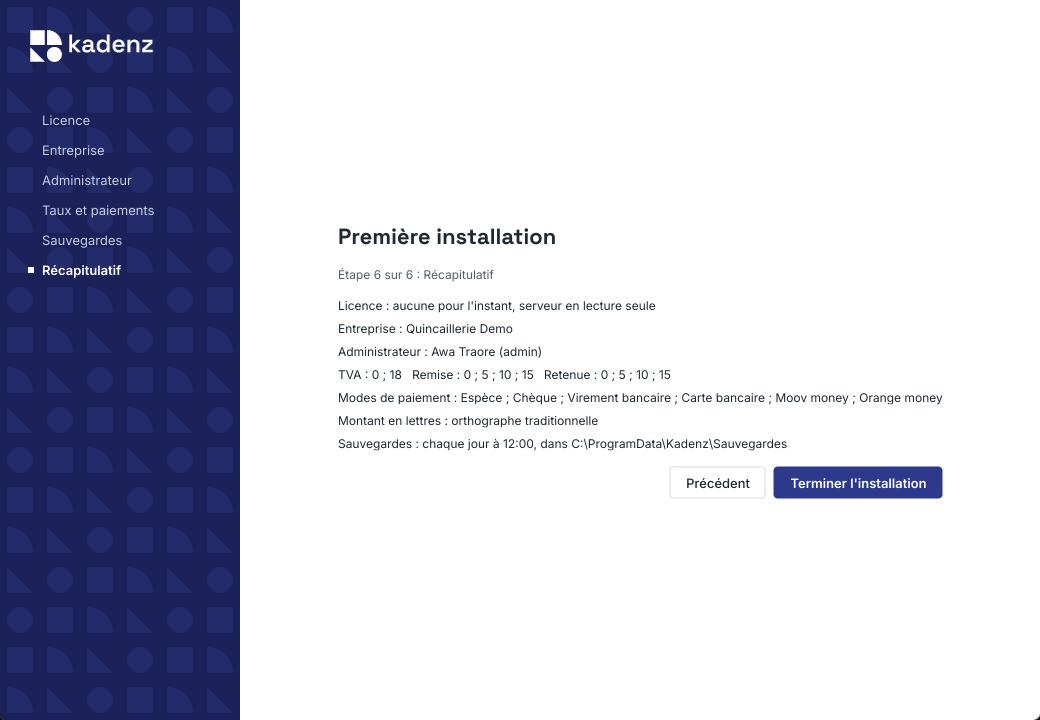 kadenz
Licence
Entreprise
Administrateur
Taux et paiements
Sauvegardes
Récapitulatif
Première installation
Étape 6 sur 6 : Récapitulatif
Licence : aucune pour l'instant, serveur en lecture seule
Entreprise : Quincaillerie Demo
Administrateur : Awa Traore (admin)
TVA : 0 ; 18   Remise : 0 ; 5 ; 10 ; 15   Retenue : 0 ; 5 ; 10 ; 15
Modes de paiement : Espèce ; Chèque ; Virement bancaire ; Carte bancaire ; Moov money ; Orange money
Montant en lettres : orthographe traditionnelle
Sauvegardes : chaque jour à 12:00, dans C:\ProgramData\Kadenz\Sauvegardes
Précédent
Terminer l'installation